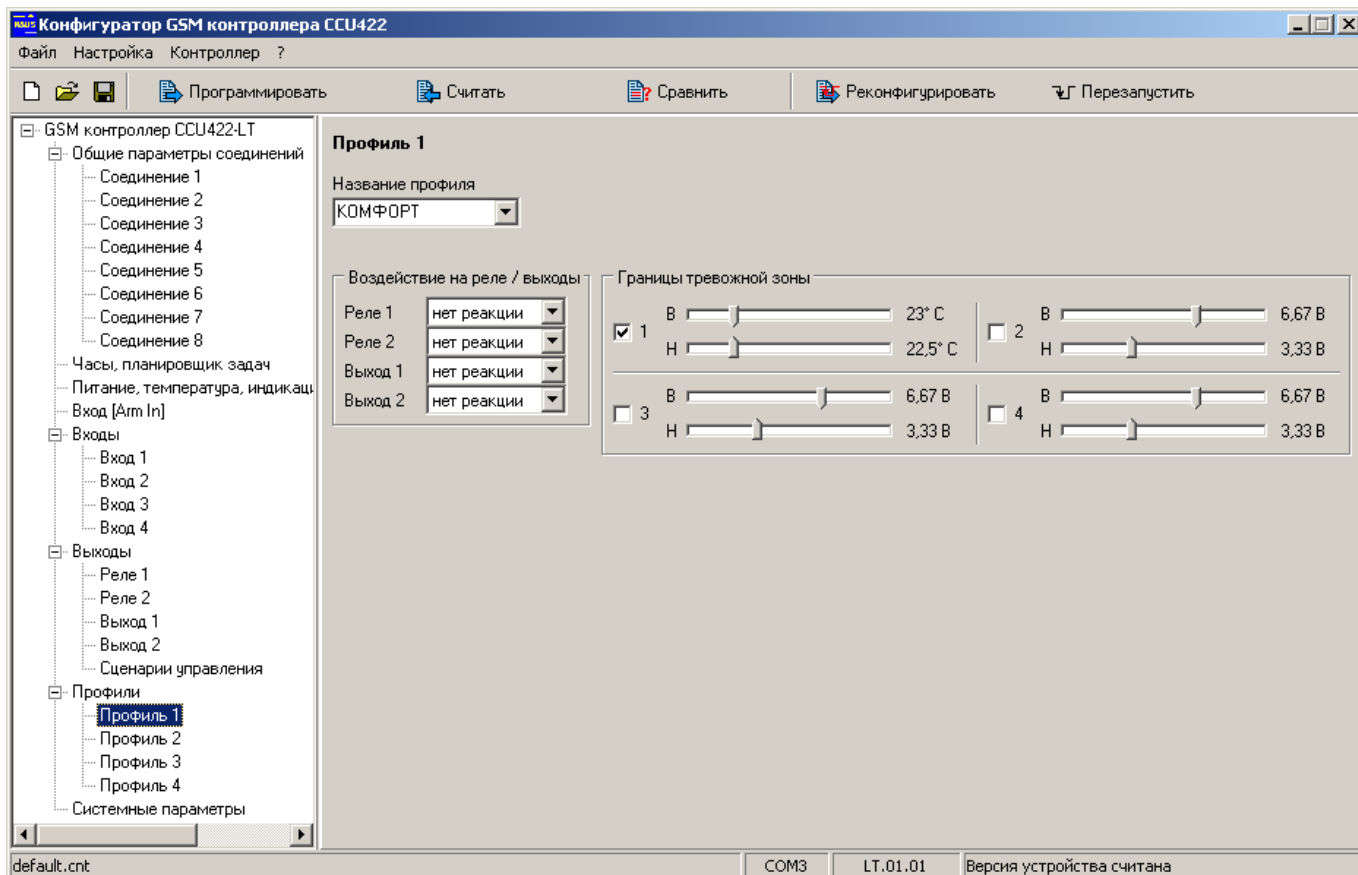 Конфигуратор GSM контроллера CCU422
Файл Настройка Контроллер ?
Программировать Считать Сравнить Реконфигурировать Перезапустить
GSM контроллер CCU422-LT
Общие параметры соединений
Соединение 1
Соединение 2
Соединение 3
Соединение 4
Соединение 5
Соединение 6
Соединение 7
Соединение 8
Часы, планировщик задач
Питание, температура, индикаци
Вход [Arm In]
Входы
Вход 1
Вход 2
Вход 3
Вход 4
Выходы
Реле 1
Реле 2
Выход 1
Выход 2
Сценарии управления
Профили
Профиль 1
Профиль 2
Профиль 3
Профиль 4
Системные параметры
Профиль 1
Название профиля
КОМФОРТ
Воздействие на реле / выходы
Реле 1 нет реакции
Реле 2 нет реакции
Выход 1 нет реакции
Выход 2 нет реакции
Границы тревожной зоны
1
В 23° C
Н 22,5° C
2
В 6,67 В
Н 3,33 В
3
В 6,67 В
Н 3,33 В
4
В 6,67 В
Н 3,33 В
default.cnt COM3 LT.01.01 Версия устройства считана